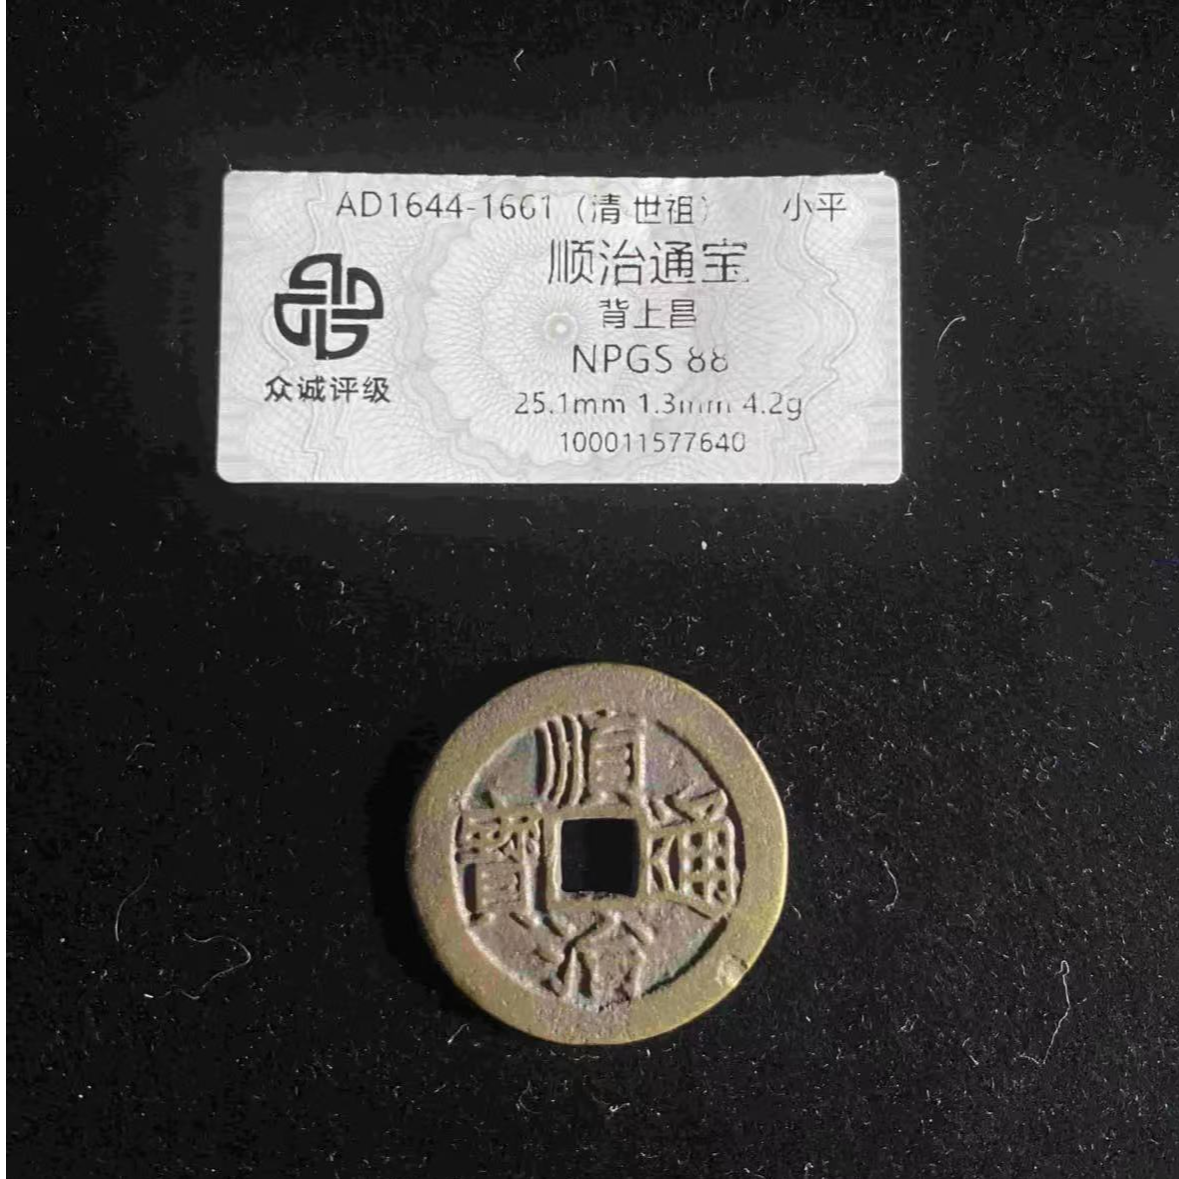 AD1644-1661（清 世祖） 小平
顺治通宝
背上昌
NPGS 88
25.1mm 1.3mm 4.2g
100011577640
众诚评级
順治通寳